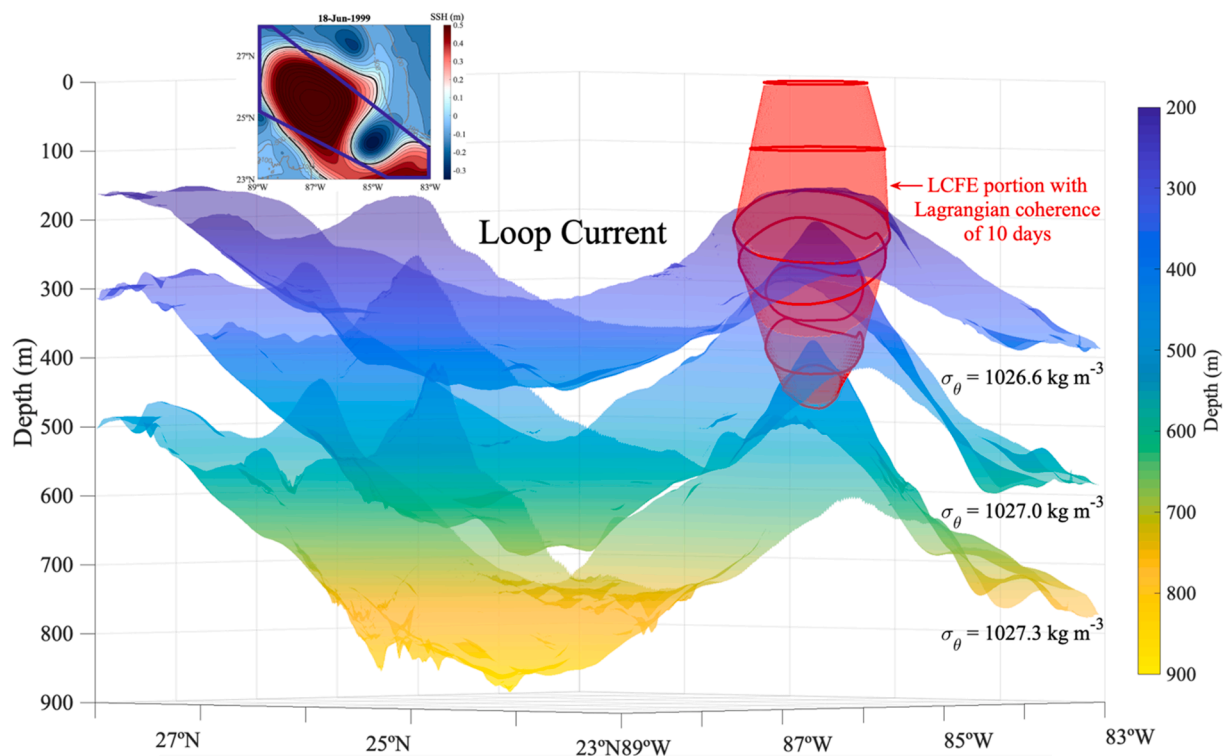 18-Jun-1999
SSH (m)
27°N
25°N
23°N
89°W
87°W
85°W
83°W
0.5
0.4
0.3
0.2
0.1
0
-0.1
-0.2
-0.3
0
100
200
300
400
500
600
700
800
900
Depth (m)
Loop Current
LCFE portion with
Lagrangian coherence
of 10 days
σθ = 1026.6 kg m-3
σθ = 1027.0 kg m-3
σθ = 1027.3 kg m-3
27°N
25°N
23°N89°W
87°W
85°W
83°W
200
300
400
500
600
700
800
900
Depth (m)